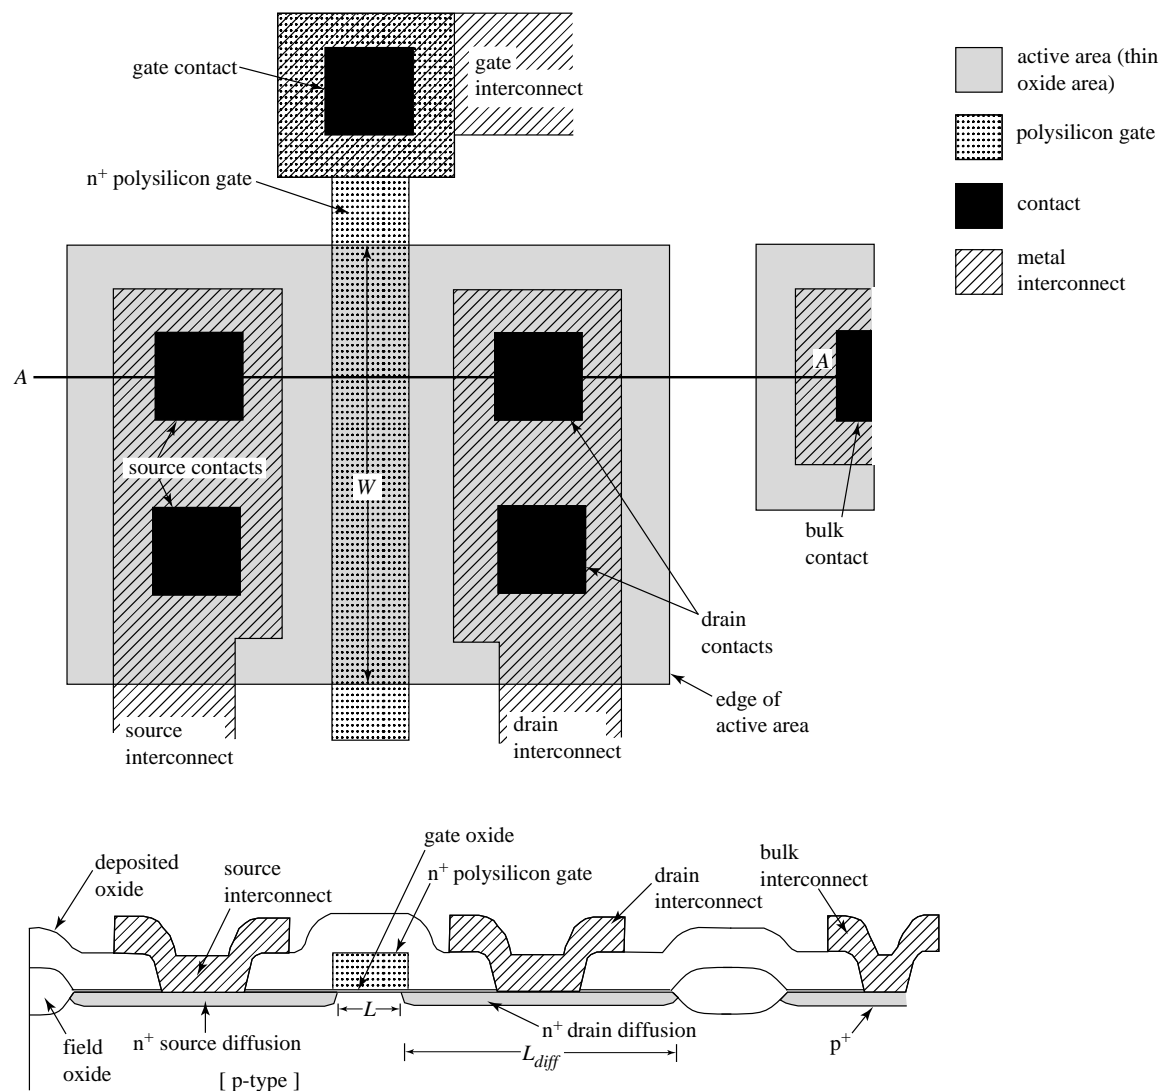 gate contact
gate
interconnect
n+ polysilicon gate
active area (thin
oxide area)
polysilicon gate
contact
metal
interconnect
A
A
source contacts
W
bulk
contact
drain
contacts
edge of
active area
source
interconnect
drain
interconnect
gate oxide
deposited
oxide
source
interconnect
n+ polysilicon gate
drain
interconnect
bulk
interconnect
L
field
oxide
n+ source diffusion
n+ drain diffusion
Ldiff
p+
[ p-type ]